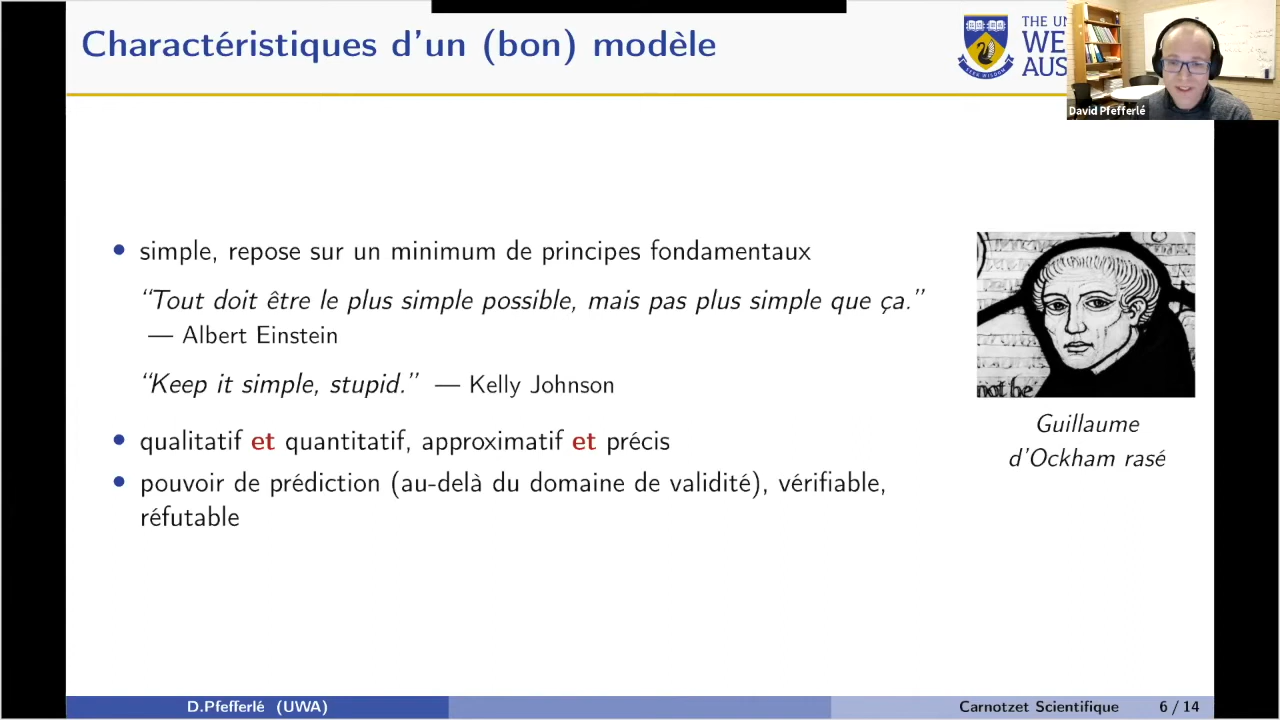 Charactéristiques d'un (bon) modèle
THE UN
WE
AUS
SEEK WISDOM
David Pfefferlé
• simple, repose sur un minimum de principes fondamentaux
“Tout doit être le plus simple possible, mais pas plus simple que ça.”
— Albert Einstein
“Keep it simple, stupid.” — Kelly Johnson
• qualitatif et quantitatif, approximatif et précis
• pouvoir de prédiction (au-delà du domaine de validité), vérifiable,
réfutable
not be
Guillaume
d'Ockham rasé
D.Pfefferlé (UWA)
Carnotzet Scientifique
6 / 14